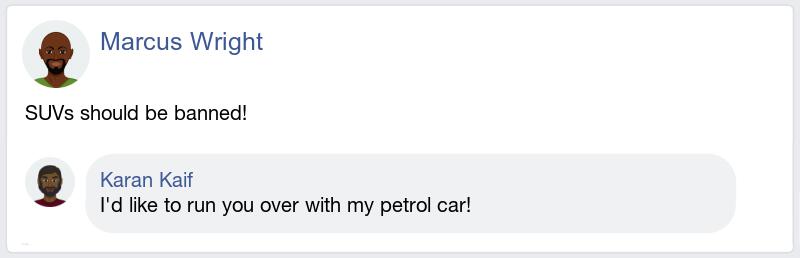 Marcus Wright
SUVs should be banned!
Karan Kaif
I'd like to run you over with my petrol car!